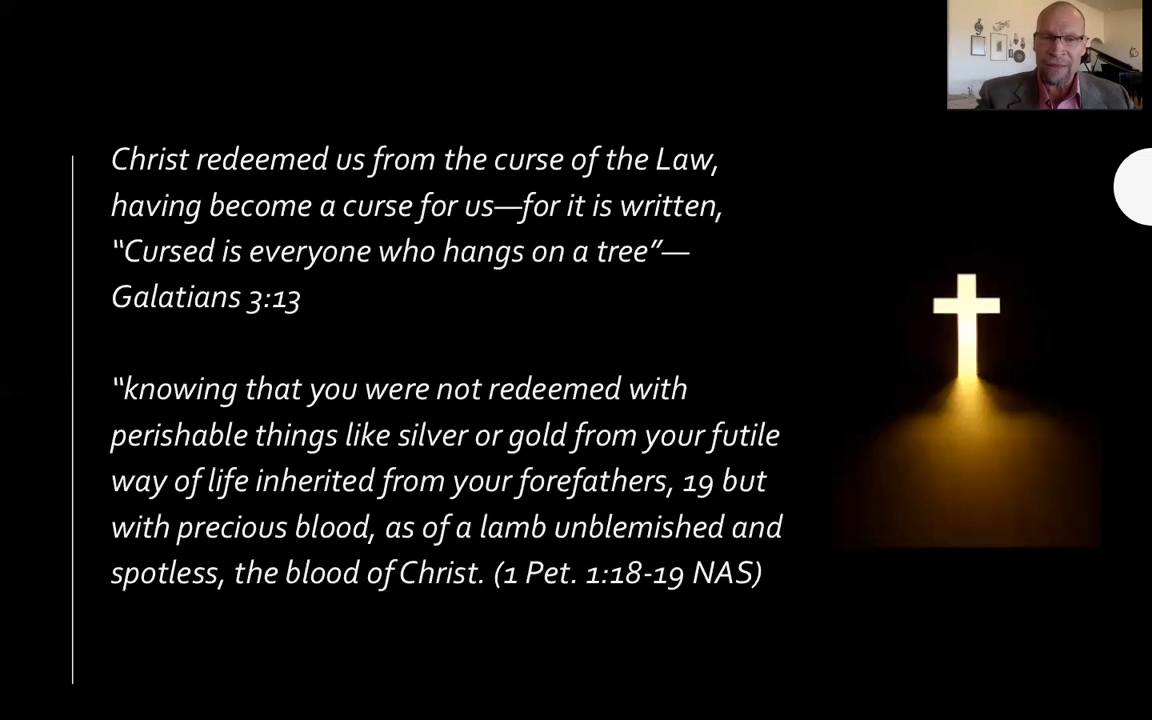 Christ redeemed us from the curse of the Law,
having become a curse for us—for it is written,
“Cursed is everyone who hangs on a tree”—
Galatians 3:13
“knowing that you were not redeemed with
perishable things like silver or gold from your futile
way of life inherited from your forefathers, 19 but
with precious blood, as of a lamb unblemished and
spotless, the blood of Christ. (1 Pet. 1:18-19 NAS)